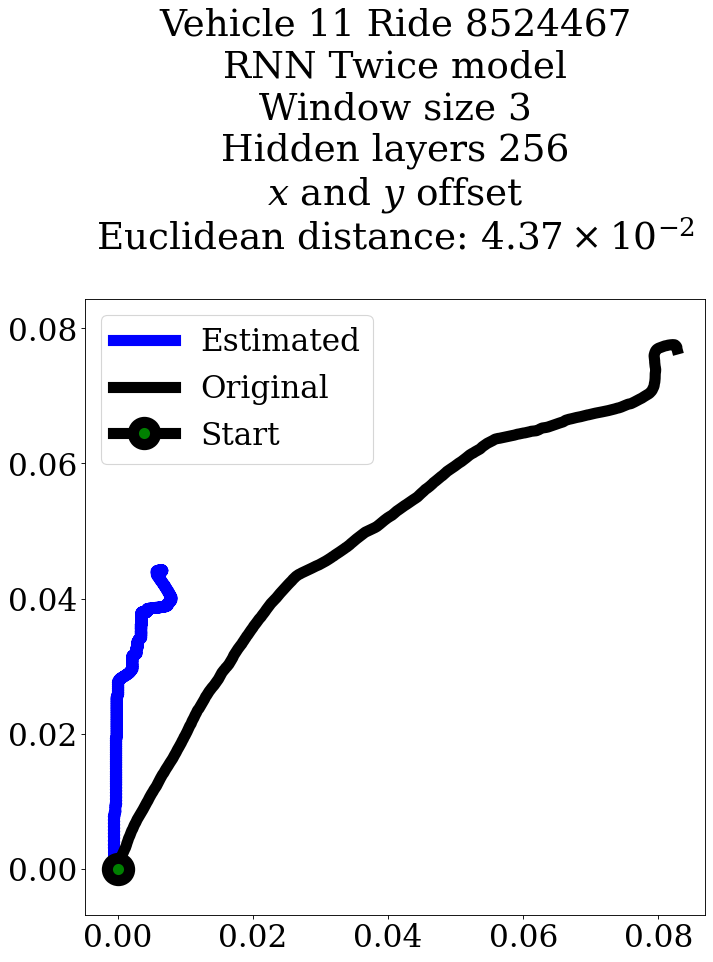 Vehicle 11 Ride 8524467
RNN Twice model
Window size 3
Hidden layers 256
x and y offset
Euclidean distance: 4.37 × 10⁻²
Estimated
Original
Start
0.08
0.06
0.04
0.02
0.00
0.00 0.02 0.04 0.06 0.08